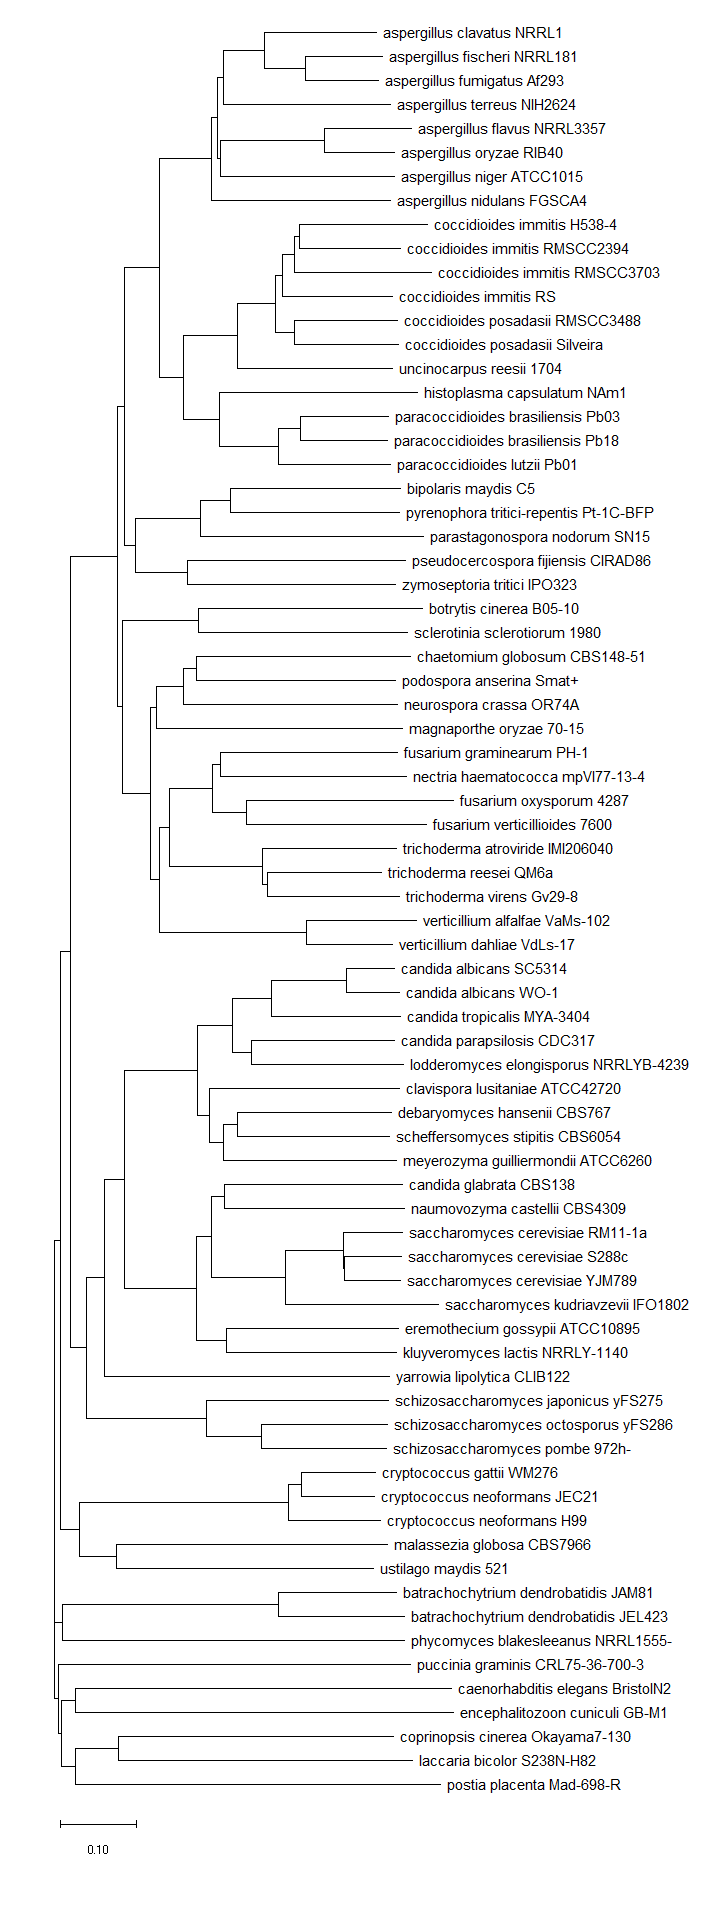 aspergillus clavatus NRRL1
aspergillus fischeri NRRL181
aspergillus fumigatus Af293
aspergillus terreus NIH2624
aspergillus flavus NRRL3357
aspergillus oryzae RIB40
aspergillus niger ATCC1015
aspergillus nidulans FGSCA4
coccidioides immitis H538-4
coccidioides immitis RMSCC2394
coccidioides immitis RMSCC3703
coccidioides immitis RS
coccidioides posadasii RMSCC3488
coccidioides posadasii Silveira
uncinocarpus reesii 1704
histoplasma capsulatum NAm1
paracoccidioides brasiliensis Pb03
paracoccidioides brasiliensis Pb18
paracoccidioides lutzii Pb01
bipolaris maydis C5
pyrenophora tritici-repentis Pt-1C-BFP
parastagonospora nodorum SN15
pseudocercospora fijiensis CIRAD86
zymoseptoria tritici IPO323
botrytis cinerea B05-10
sclerotinia sclerotiorum 1980
chaetomium globosum CBS148-51
podospora anserina Smat+
neurospora crassa OR74A
magnaporthe oryzae 70-15
fusarium graminearum PH-1
nectria haematococca mpVI77-13-4
fusarium oxysporum 4287
fusarium verticillioides 7600
trichoderma atroviride IMI206040
trichoderma reesei QM6a
trichoderma virens Gv29-8
verticillium alfalfae VaMs-102
verticillium dahliae VdLs-17
candida albicans SC5314
candida albicans WO-1
candida tropicalis MYA-3404
candida parapsilosis CDC317
lodderomyces elongisporus NRRLYB-4239
clavispora lusitaniae ATCC42720
debaryomyces hansenii CBS767
scheffersomyces stipitis CBS6054
meyerozyma guilliermondii ATCC6260
candida glabrata CBS138
naumovozyma castellii CBS4309
saccharomyces cerevisiae RM11-1a
saccharomyces cerevisiae S288c
saccharomyces cerevisiae YJM789
saccharomyces kudriavzevii IFO1802
eremothecium gossypii ATCC10895
kluyveromyces lactis NRRLY-1140
yarrowia lipolytica CLIB122
schizosaccharomyces japonicus yFS275
schizosaccharomyces octosporus yFS286
schizosaccharomyces pombe 972h-
cryptococcus gattii WM276
cryptococcus neoformans JEC21
cryptococcus neoformans H99
malassezia globosa CBS7966
ustilago maydis 521
batrachochytrium dendrobatidis JAM81
batrachochytrium dendrobatidis JEL423
phycomyces blakesleeanus NRRL1555-
puccinia graminis CRL75-36-700-3
caenorhabditis elegans BristolN2
encephalitozoon cuniculi GB-M1
coprinopsis cinerea Okayama7-130
laccaria bicolor S238N-H82
postia placenta Mad-698-R
0.10